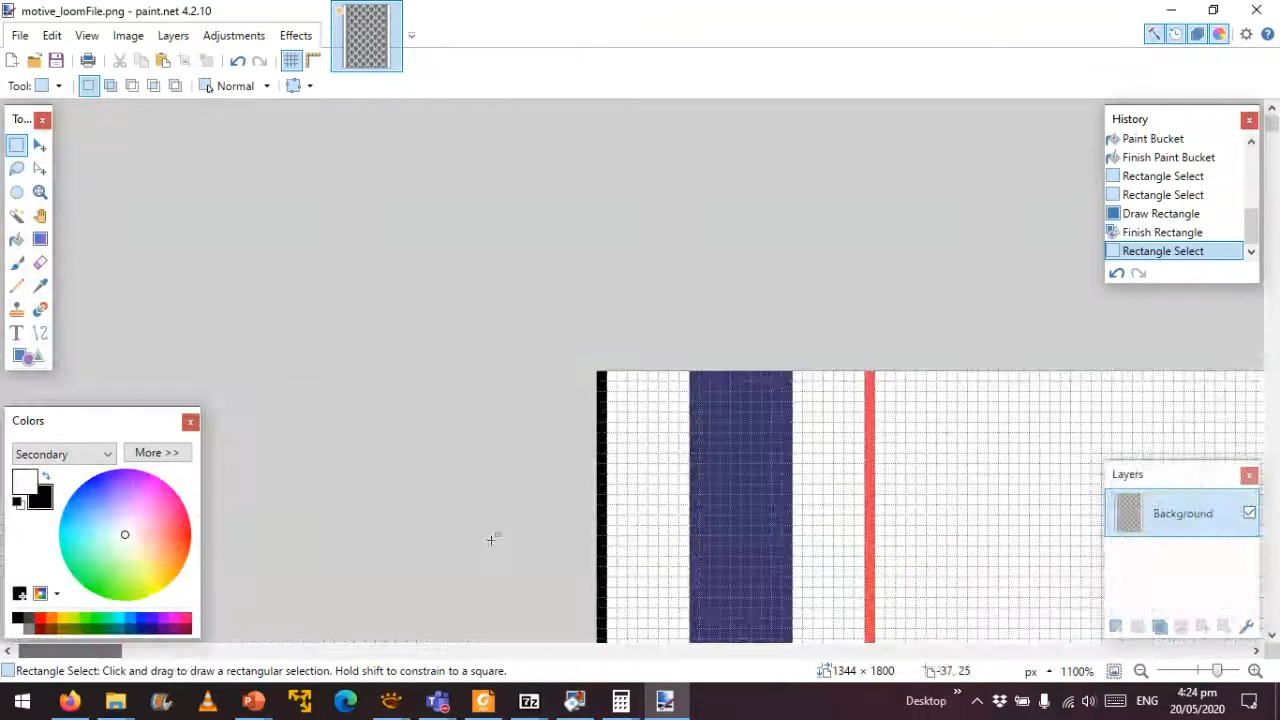 motive_loomFile.png - paint.net 4.2.10
File Edit View Image Layers Adjustments Effects
Tool: Normal
To...
History
Paint Bucket
Finish Paint Bucket
Rectangle Select
Rectangle Select
Draw Rectangle
Finish Rectangle
Rectangle Select
Colors
Secondary
More >>
Layers
Background
Rectangle Select: Click and drag to draw a rectangular selection. Hold shift to constrain to a square.
1344 × 1800
-37, 25
px
1100%
Desktop
ENG
4:24 pm
20/05/2020